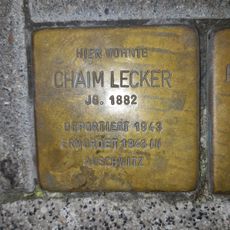 HIER WOHNTE
CHAIM LECKER
JG. 1882
DEPORTIERT 1943
ERMORDET 1943 IN
AUSCHWITZ